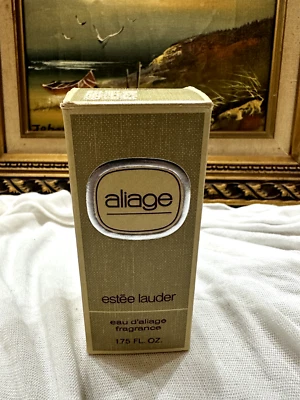 aliage
estēe lauder
eau d'aliage
fragrance
1.75 FL. OZ.